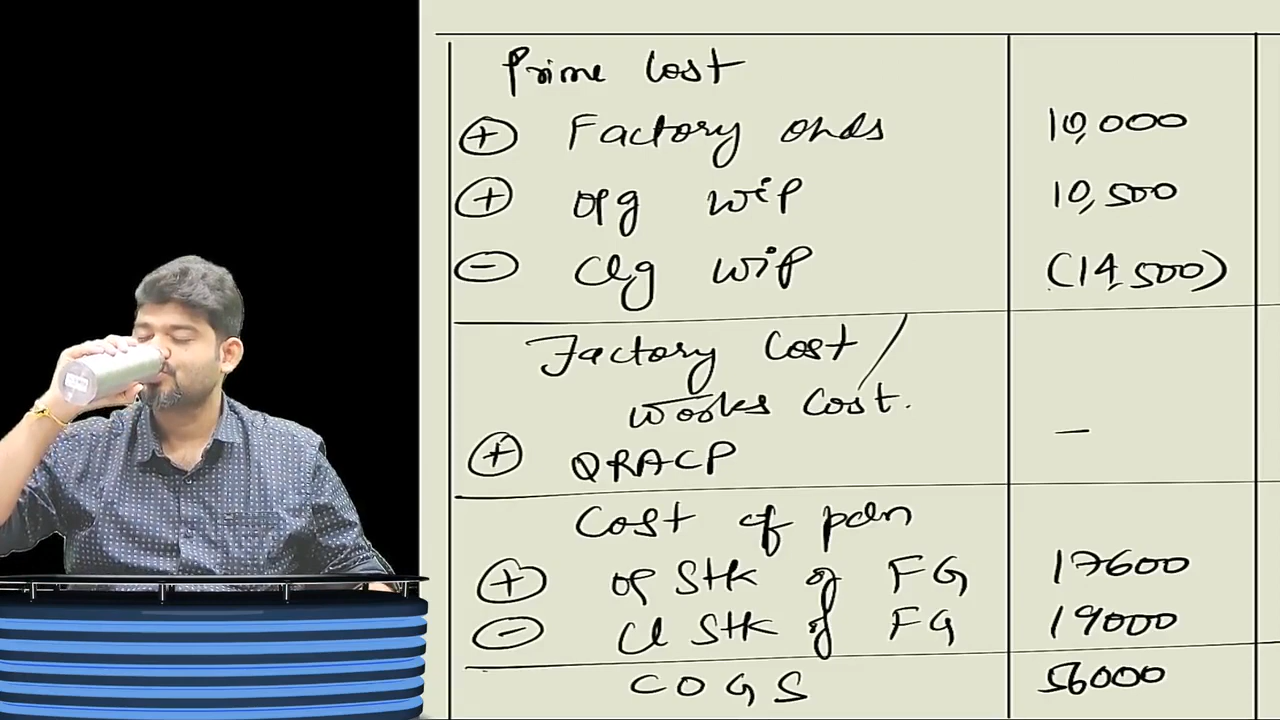 Prime Cost
+ Factory ohds 10,000
+ opg WIP 10,500
- clg WIP (14,500)
Factory Cost /
Works Cost.
+ QRACP —
Cost of pdn
+ op Stk of FG 17600
- cl Stk of FG 19000
COGS 56000